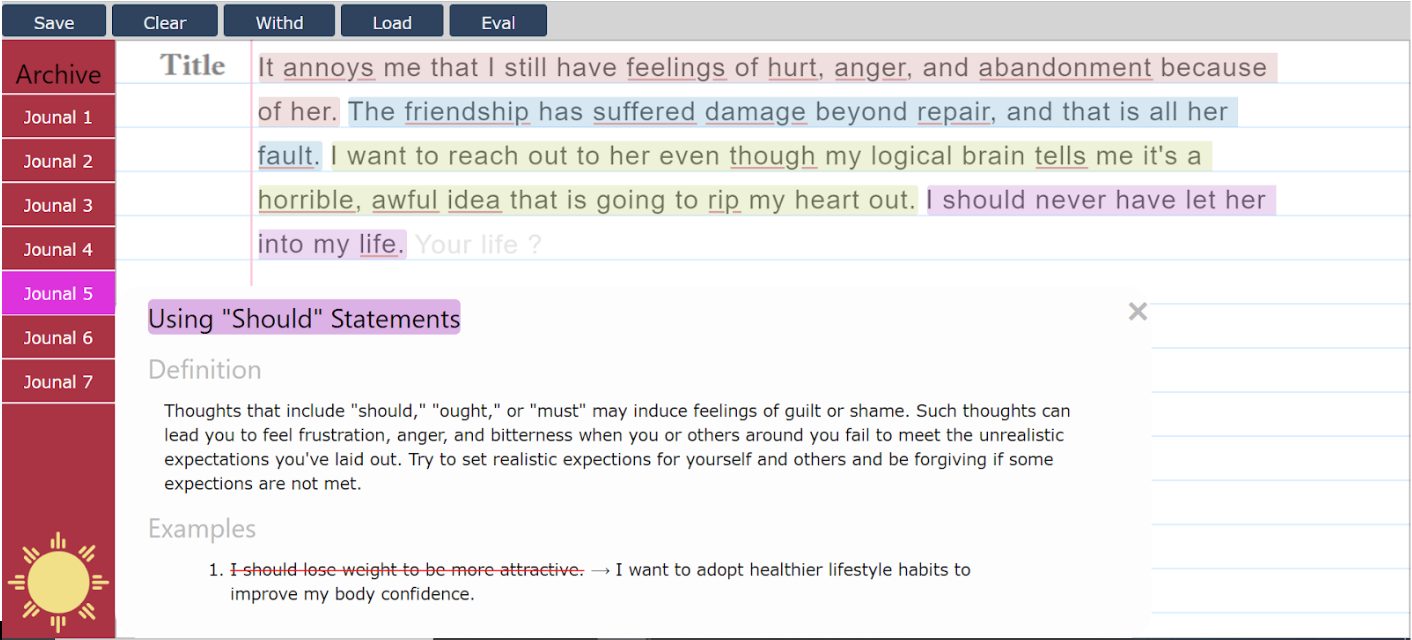 Save Clear Withd Load Eval
Archive
Jounal 1
Jounal 2
Jounal 3
Jounal 4
Jounal 5
Jounal 6
Jounal 7
Title
It annoys me that I still have feelings of hurt, anger, and abandonment because
of her. The friendship has suffered damage beyond repair, and that is all her
fault. I want to reach out to her even though my logical brain tells me it's a
horrible, awful idea that is going to rip my heart out. I should never have let her
into my life. Your life ?
Using "Should" Statements
×
Definition
Thoughts that include "should," "ought," or "must" may induce feelings of guilt or shame. Such thoughts can
lead you to feel frustration, anger, and bitterness when you or others around you fail to meet the unrealistic
expectations you've laid out. Try to set realistic expections for yourself and others and be forgiving if some
expections are not met.
Examples
1. I should lose weight to be more attractive. → I want to adopt healthier lifestyle habits to
improve my body confidence.